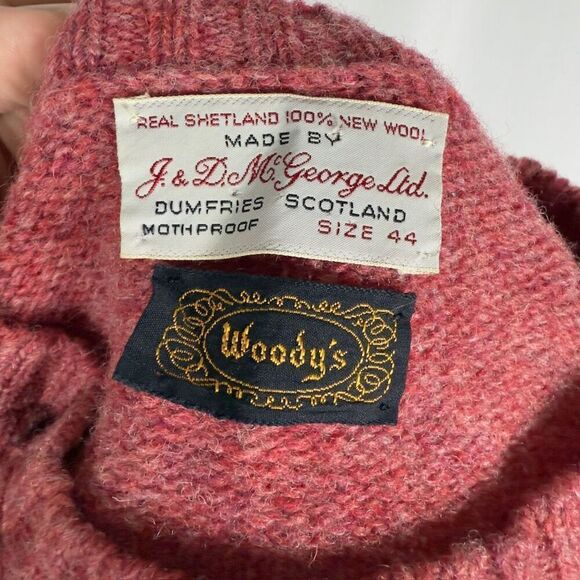 REAL SHETLAND 100% NEW WOOL
MADE BY
J. & D. McGeorge Ltd.
DUMFRIES SCOTLAND
MOTHPROOF SIZE 44
Woody's